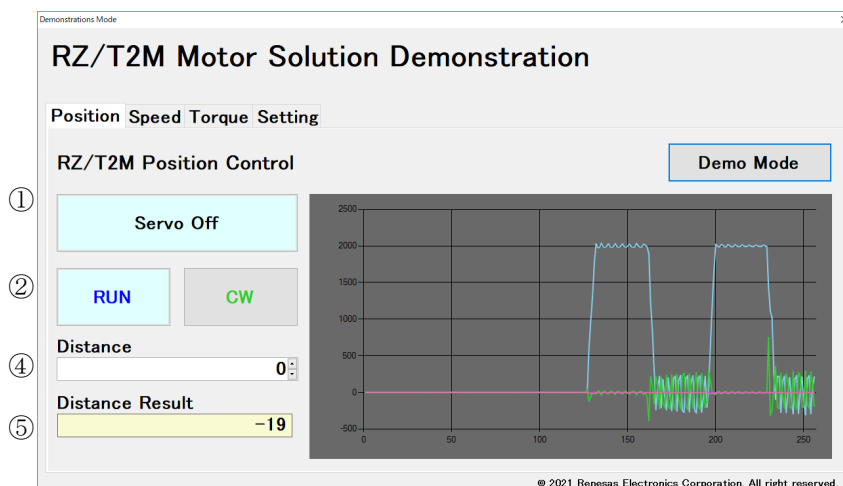 Demonstrations Mode
RZ/T2M Motor Solution Demonstration
Position Speed Torque Setting
RZ/T2M Position Control
Demo Mode
① Servo Off
② RUN CW
Distance
④ 0
Distance Result
⑤ -19
2500
2000
1500
1000
500
0
-500
0 50 100 150 200 250
© 2021 Renesas Electronics Corporation. All right reserved.